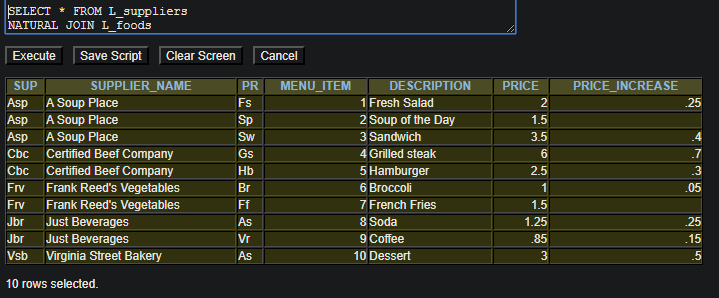 SELECT * FROM L_suppliers
NATURAL JOIN L_foods
Execute Save Script Clear Screen Cancel
SUP SUPPLIER_NAME PR MENU_ITEM DESCRIPTION PRICE PRICE_INCREASE
Asp A Soup Place Fs 1 Fresh Salad 2 .25
Asp A Soup Place Sp 2 Soup of the Day 1.5
Asp A Soup Place Sw 3 Sandwich 3.5 .4
Cbc Certified Beef Company Gs 4 Grilled steak 6 .7
Cbc Certified Beef Company Hb 5 Hamburger 2.5 .3
Frv Frank Reed's Vegetables Br 6 Broccoli 1 .05
Frv Frank Reed's Vegetables Ff 7 French Fries 1.5
Jbr Just Beverages As 8 Soda 1.25 .25
Jbr Just Beverages Vr 9 Coffee .85 .15
Vsb Virginia Street Bakery As 10 Dessert 3 .5
10 rows selected.